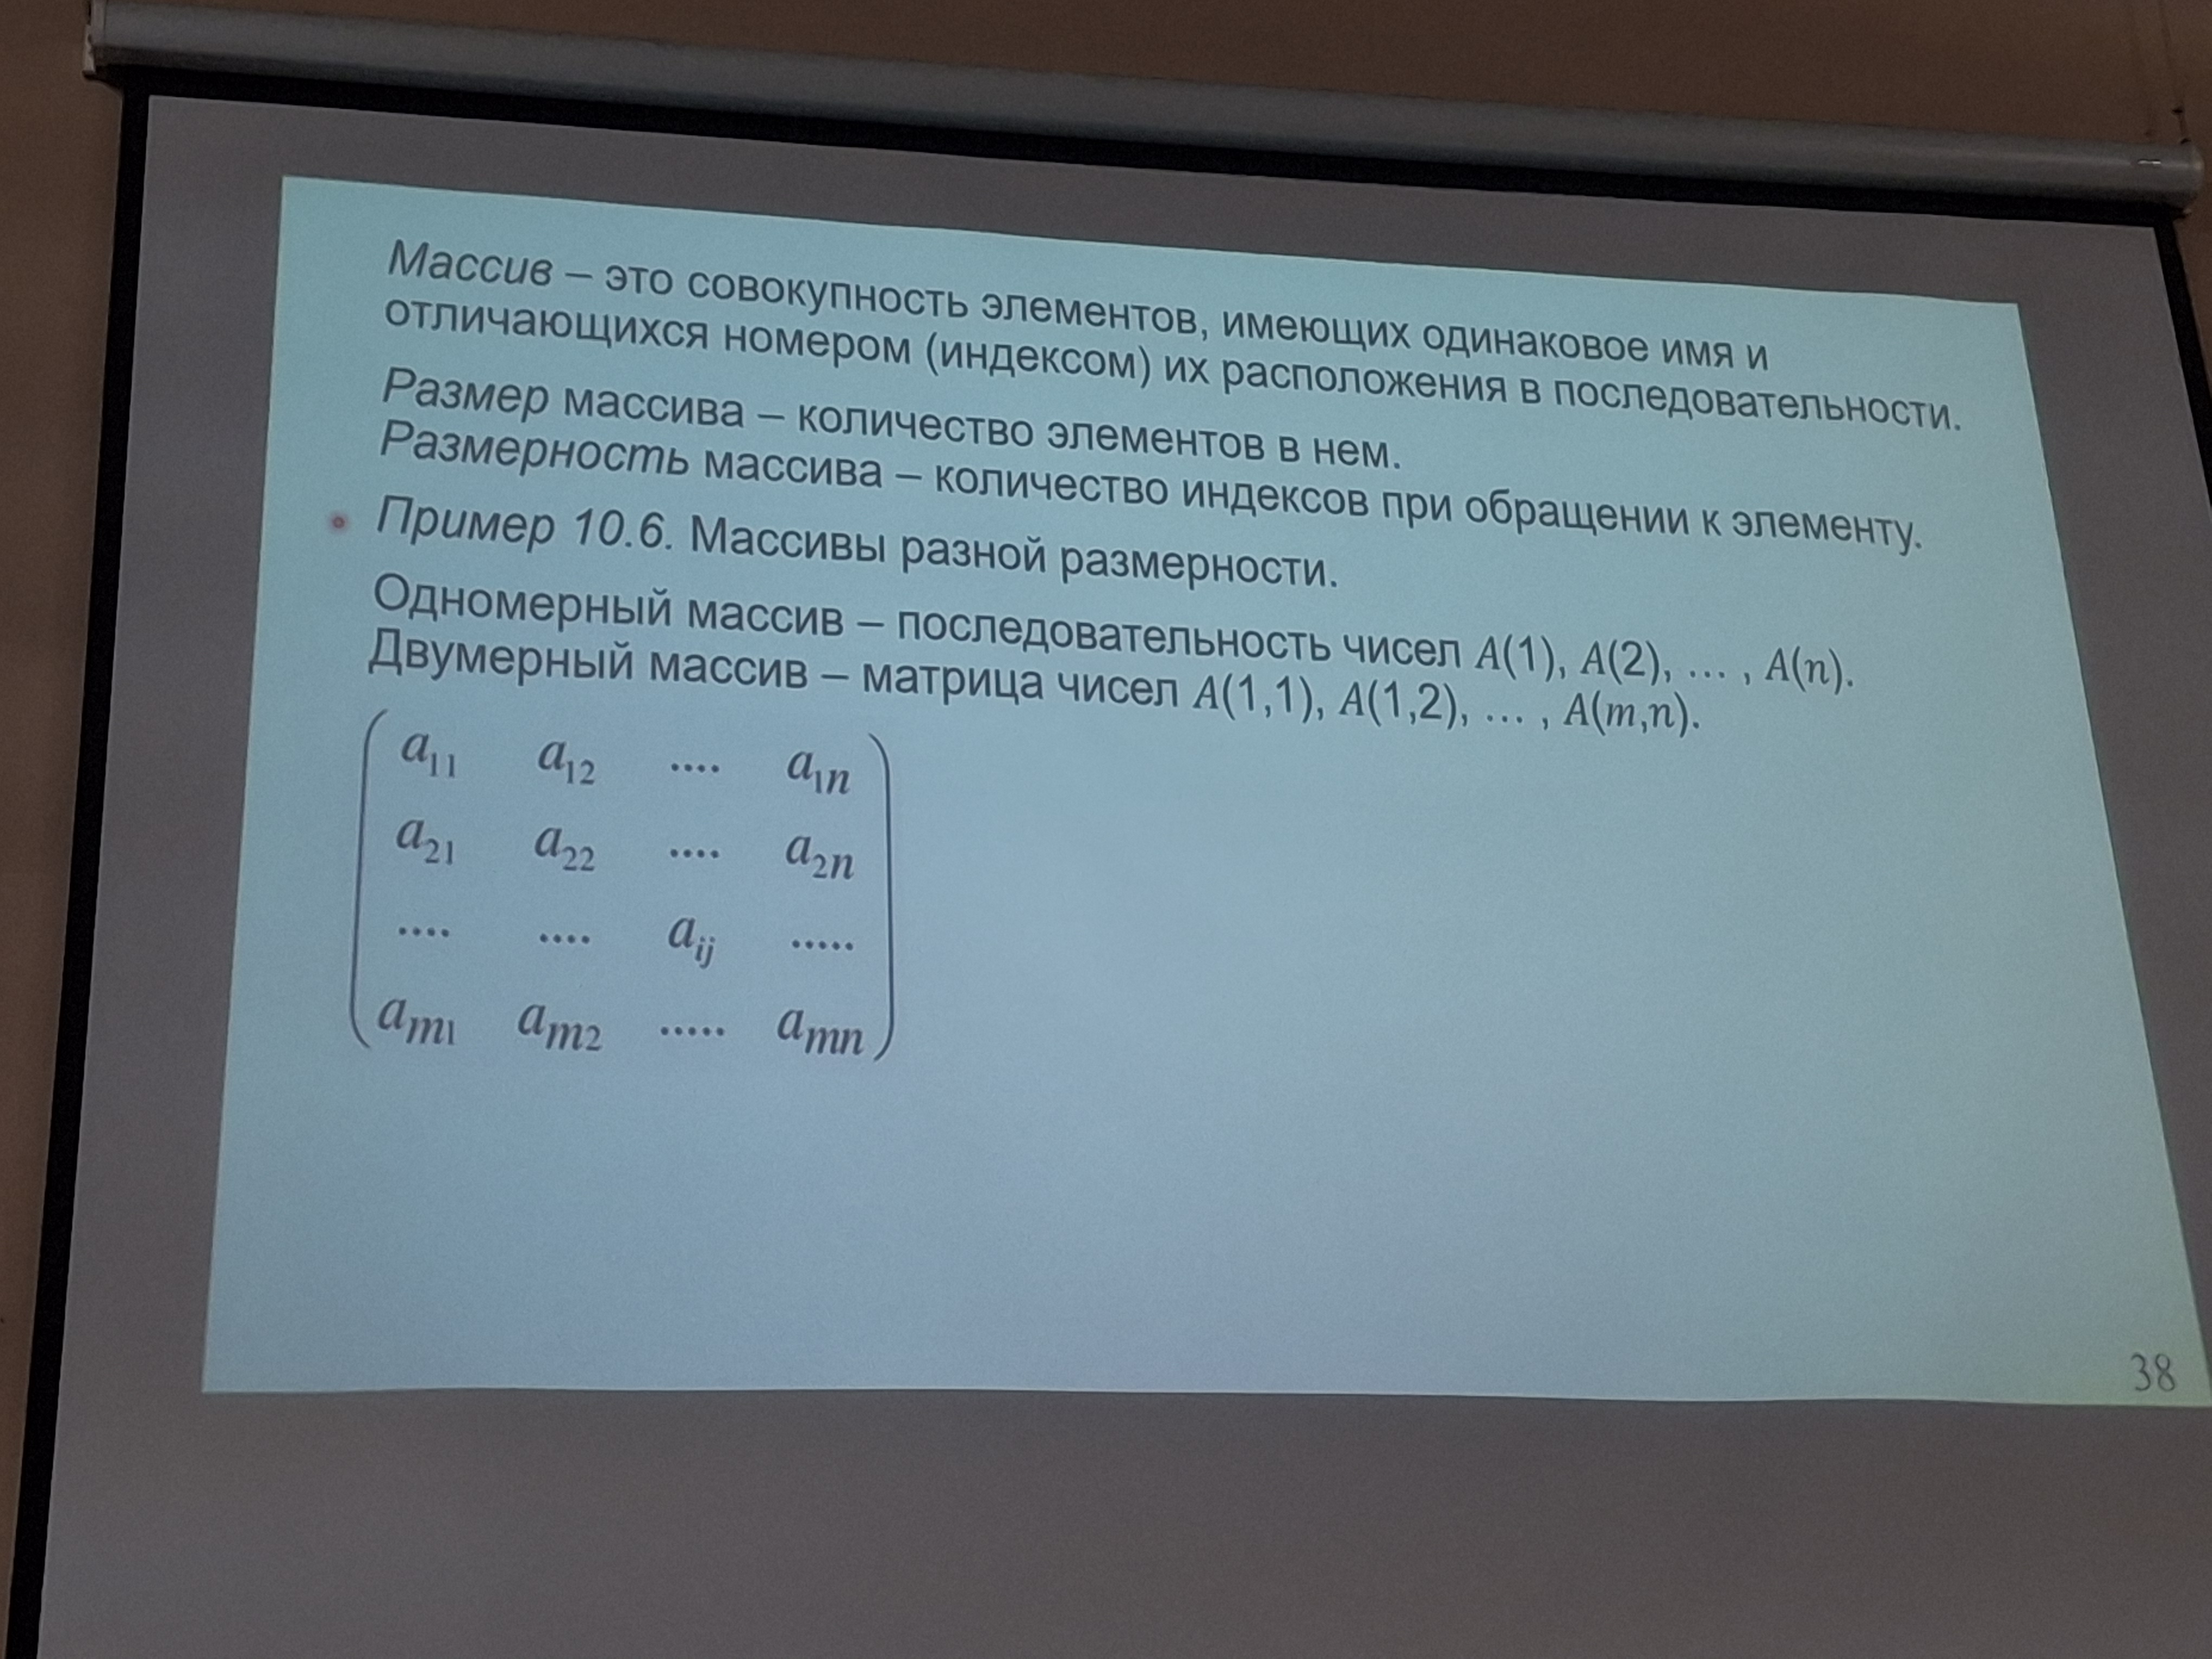 Массив – это совокупность элементов, имеющих одинаковое имя и
отличающихся номером (индексом) их расположения в последовательности.
Размер массива – количество элементов в нем.
Размерность массива – количество индексов при обращении к элементу.
Пример 10.6. Массивы разной размерности.
Одномерный массив – последовательность чисел A(1), A(2), … , A(n).
Двумерный массив – матрица чисел A(1,1), A(1,2), … , A(m,n).
a11 a12 .... a1n
a21 a22 .... a2n
.... .... aij .....
am1 am2 ..... amn
38